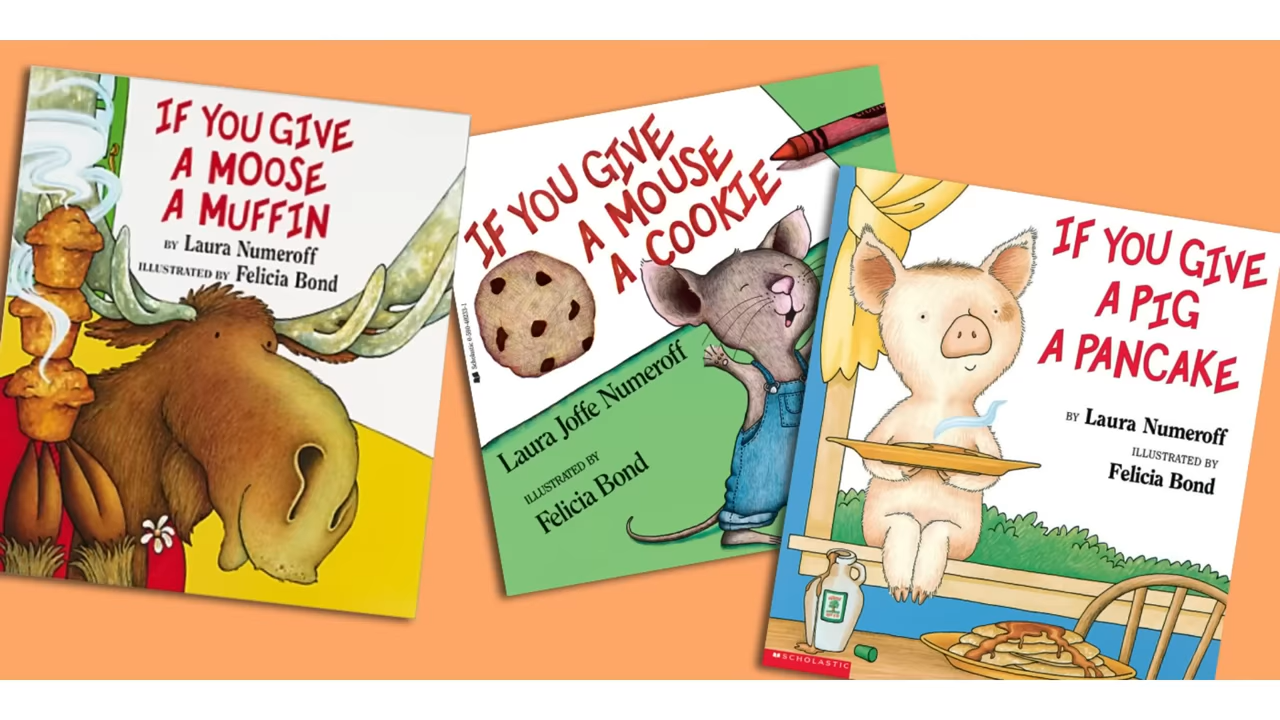 IF YOU GIVE
A MOOSE
A MUFFIN
BY Laura Numeroff
ILLUSTRATED BY Felicia Bond
IF YOU GIVE
A MOUSE
A COOKIE
Laura Joffe Numeroff
ILLUSTRATED BY
Felicia Bond
IF YOU GIVE
A PIG
A PANCAKE
BY Laura Numeroff
ILLUSTRATED BY
Felicia Bond
SCHOLASTIC